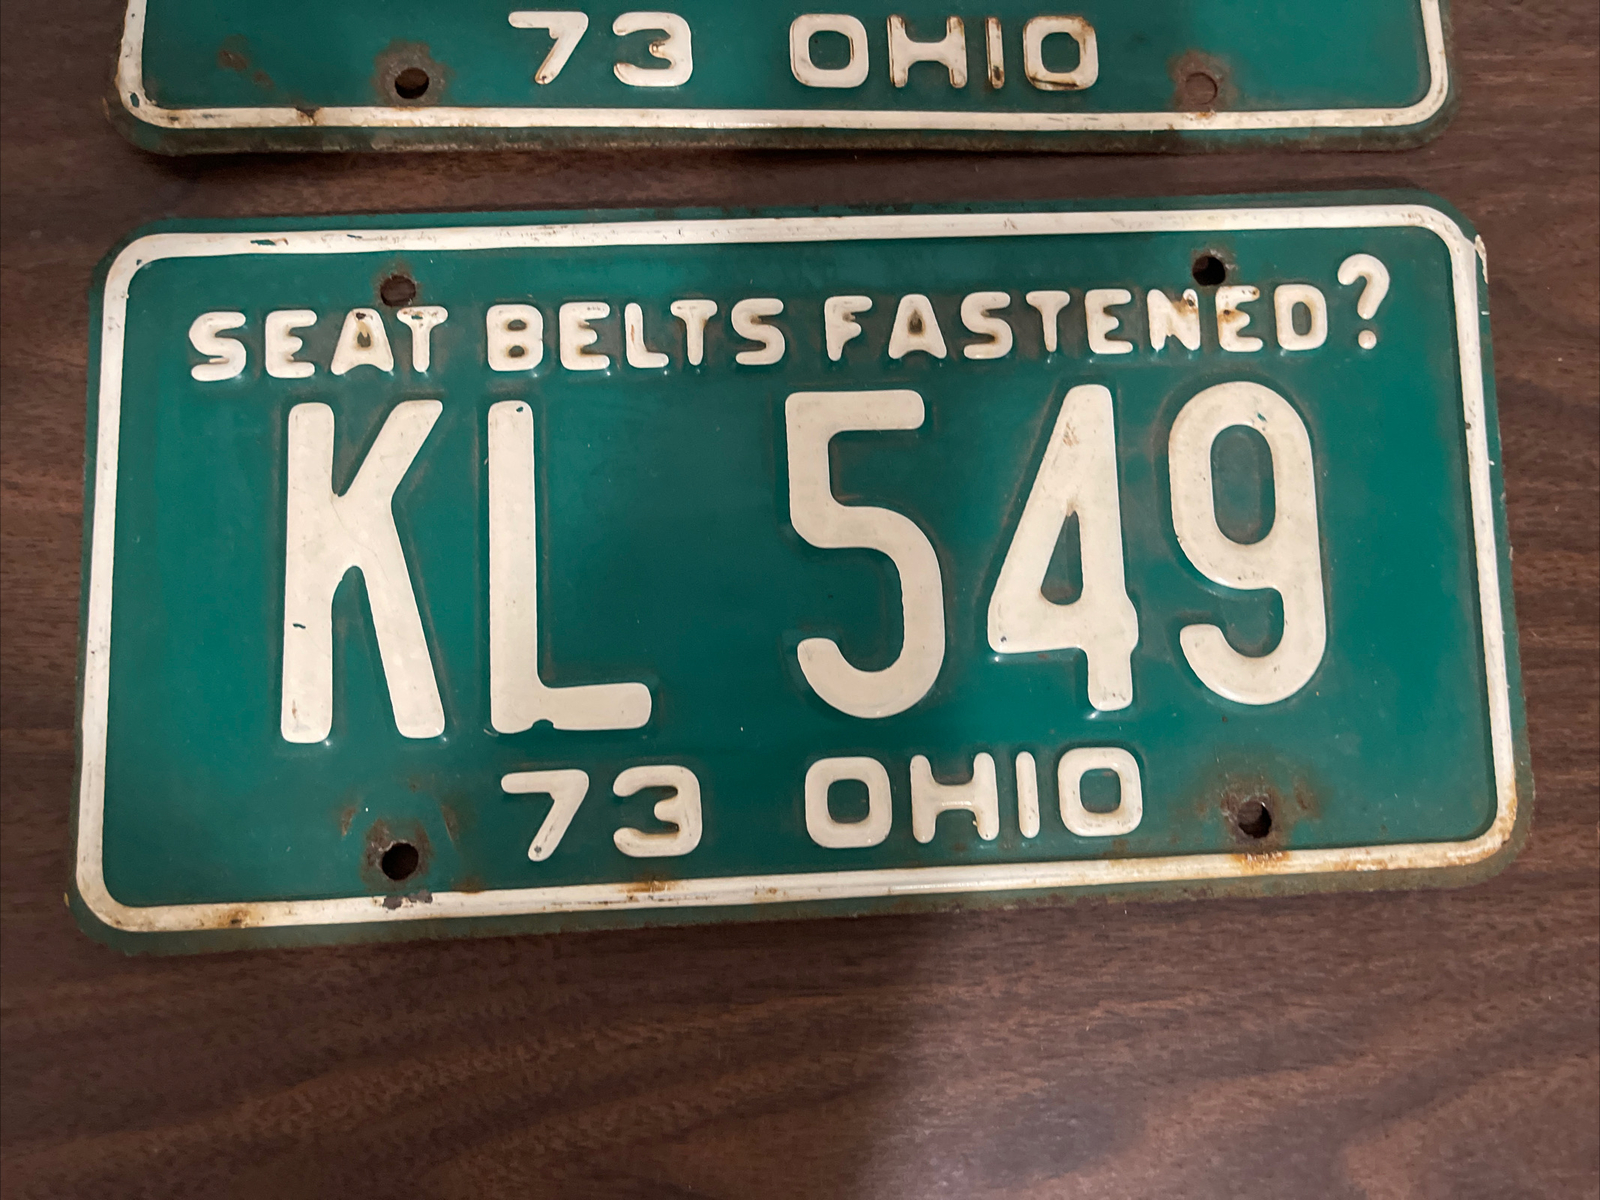 73 OHIO
SEAT BELTS FASTENED?
KL 549
73 OHIO